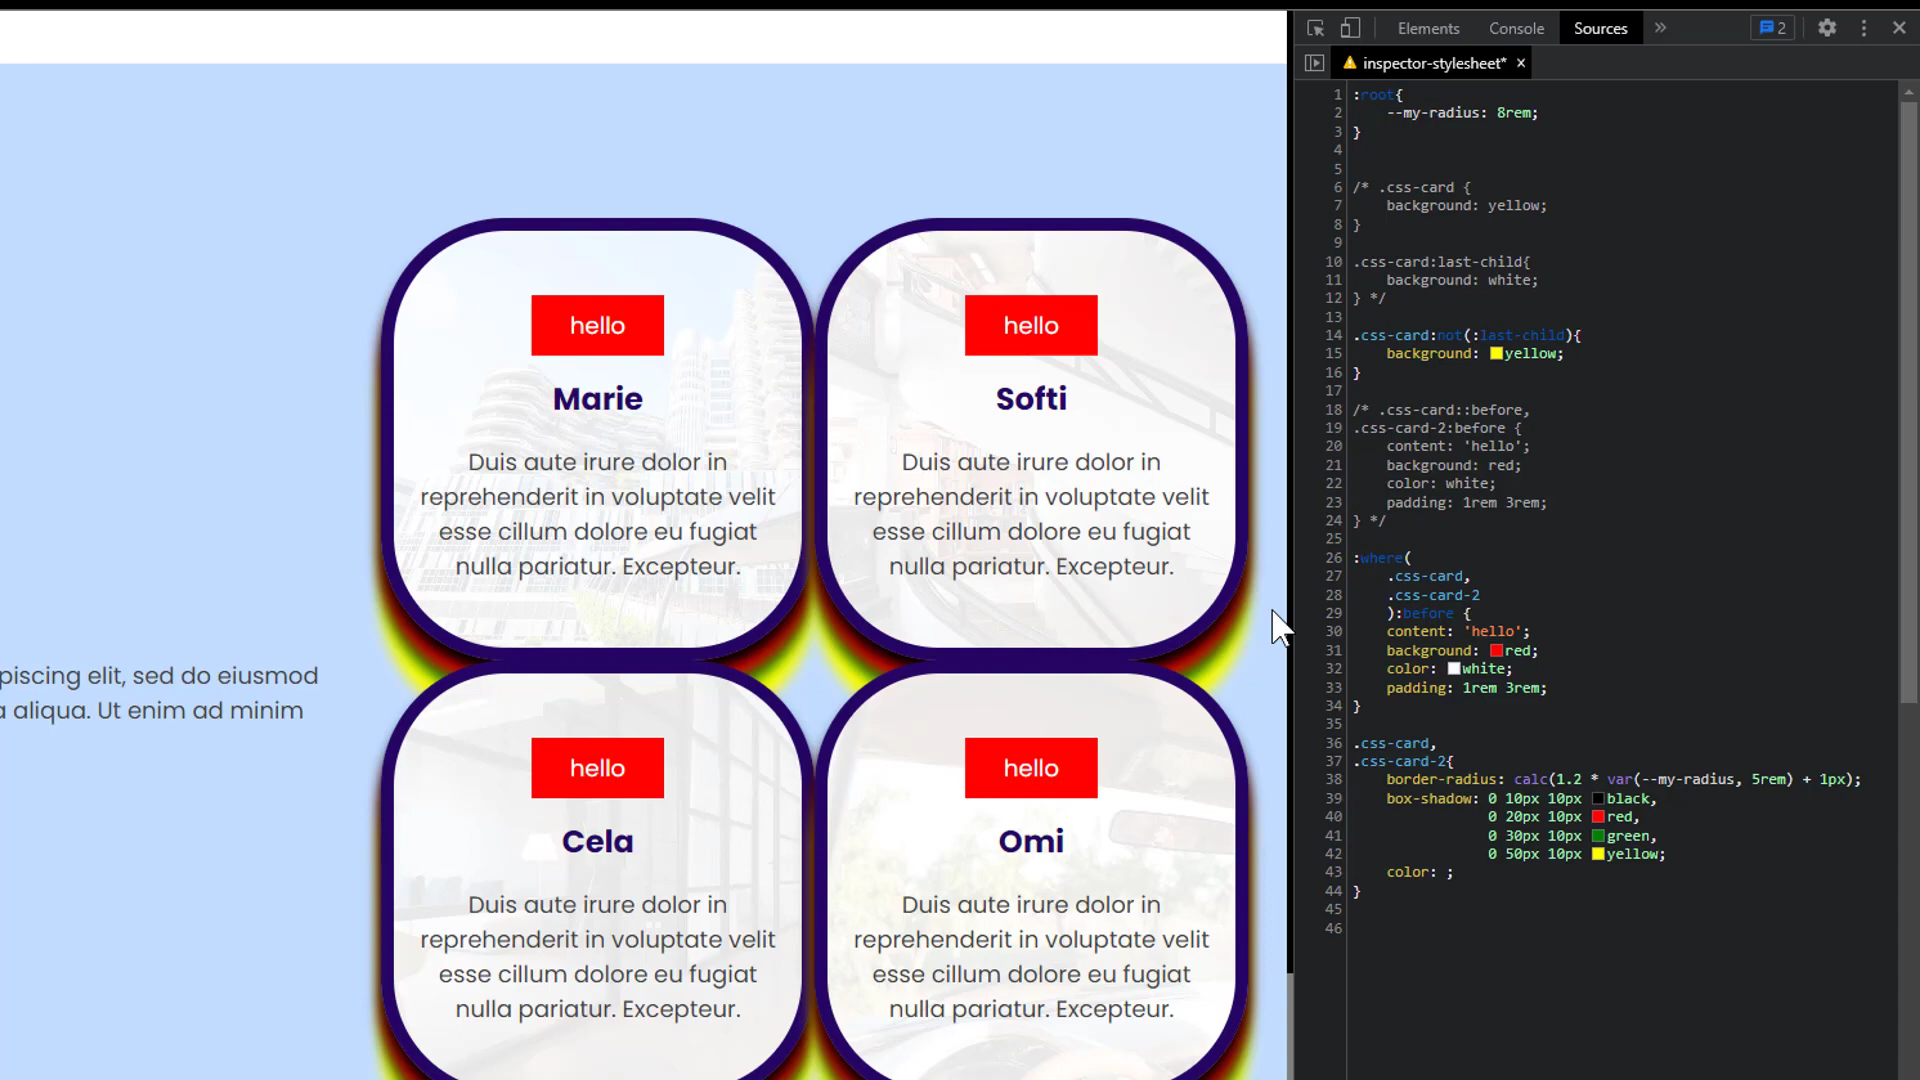 Elements Console Sources 2
inspector-stylesheet*
1 :root{
2 --my-radius: 8rem;
3 }
4
5
6 /* .css-card {
7 background: yellow;
8 }
9
10 .css-card:last-child{
11 background: white;
12 } */
13
14 .css-card:not(:last-child){
15 background: yellow;
16 }
17
18 /* .css-card::before,
19 .css-card-2:before {
20 content: 'hello';
21 background: red;
22 color: white;
23 padding: 1rem 3rem;
24 } */
25
26 :where(
27 .css-card,
28 .css-card-2
29 ):before {
30 content: 'hello';
31 background: red;
32 color: white;
33 padding: 1rem 3rem;
34 }
35
36 .css-card,
37 .css-card-2{
38 border-radius: calc(1.2 * var(--my-radius, 5rem) + 1px);
39 box-shadow: 0 10px 10px black,
40 0 20px 10px red,
41 0 30px 10px green,
42 0 50px 10px yellow;
43 color: ;
44 }
45
46
piscing elit, sed do eiusmod
a aliqua. Ut enim ad minim
hello
Marie
Duis aute irure dolor in
reprehenderit in voluptate velit
esse cillum dolore eu fugiat
nulla pariatur. Excepteur.
hello
Softi
Duis aute irure dolor in
reprehenderit in voluptate velit
esse cillum dolore eu fugiat
nulla pariatur. Excepteur.
hello
Cela
Duis aute irure dolor in
reprehenderit in voluptate velit
esse cillum dolore eu fugiat
nulla pariatur. Excepteur.
hello
Omi
Duis aute irure dolor in
reprehenderit in voluptate velit
esse cillum dolore eu fugiat
nulla pariatur. Excepteur.